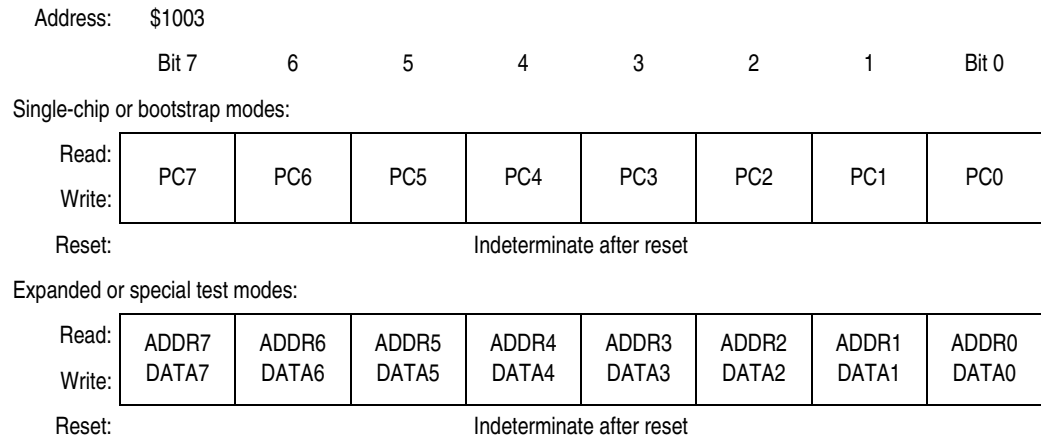 Address: $1003
Bit 7 6 5 4 3 2 1 Bit 0
Single-chip or bootstrap modes:
Read:
PC7 PC6 PC5 PC4 PC3 PC2 PC1 PC0
Write:
Reset: Indeterminate after reset
Expanded or special test modes:
Read: ADDR7 ADDR6 ADDR5 ADDR4 ADDR3 ADDR2 ADDR1 ADDR0
Write: DATA7 DATA6 DATA5 DATA4 DATA3 DATA2 DATA1 DATA0
Reset: Indeterminate after reset